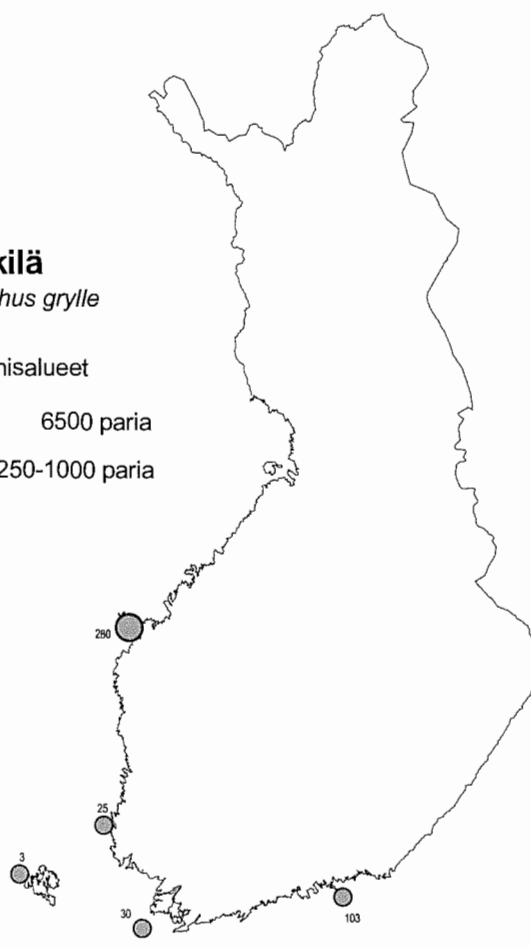 kilä
hus grylle
nisalueet
6500 paria
250-1000 paria
280
25
3
30
103